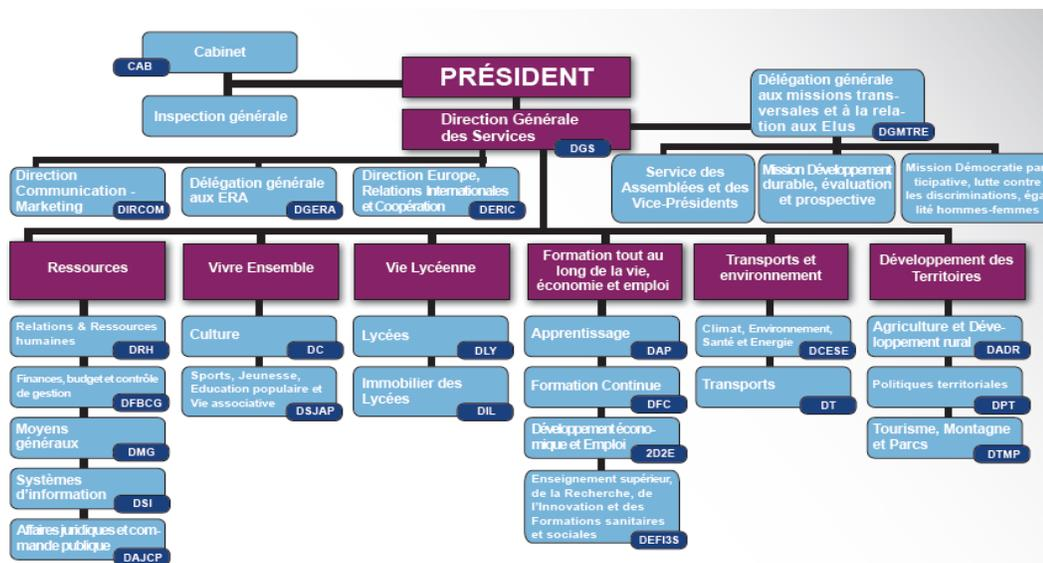 Cabinet
CAB
Inspection générale
PRÉSIDENT
Direction Générale
des Services
DGS
Délégation générale
aux missions trans-
versales et à la rela-
tion aux Elus
DGMTRE
Direction
Communication -
Marketing
DIRCOM
Délégation générale
aux ERA
DGERA
Direction Europe,
Relations Internationales
et Coopération
DERIC
Service des
Assemblées et des
Vice-Présidents
Mission Développement
durable, évaluation
et prospective
Mission Démocratie par
ticipative, lutte contre
les discriminations, éga
lité hommes-femmes
Ressources
Vivre Ensemble
Vie Lycéenne
Formation tout au
long de la vie,
économie et emploi
Transports et
environnement
Développement des
Territoires
Relations & Ressources
humaines
DRH
Finances, budget et contrôle
de gestion
DFBCG
Moyens
généraux
DMG
Systèmes
d'information
DSI
Affaires juridiques et com-
mande publique
DAJCP
Culture
DC
Sports, Jeunesse,
Education populaire et
Vie associative
DSJAP
Lycées
DLY
Immobilier des
Lycées
DIL
Apprentissage
DAP
Formation Continue
DFC
Développement écono-
mique et Emploi
2D2E
Enseignement supérieur,
de la Recherche, de
l'Innovation et des
Formations sanitaires
et sociales
DEFI3S
Climat, Environnement,
Santé et Energie
DCESE
Transports
DT
Agriculture et Déve-
loppement rural
DADR
Politiques territoriales
DPT
Tourisme, Montagne
et Parcs
DTMP